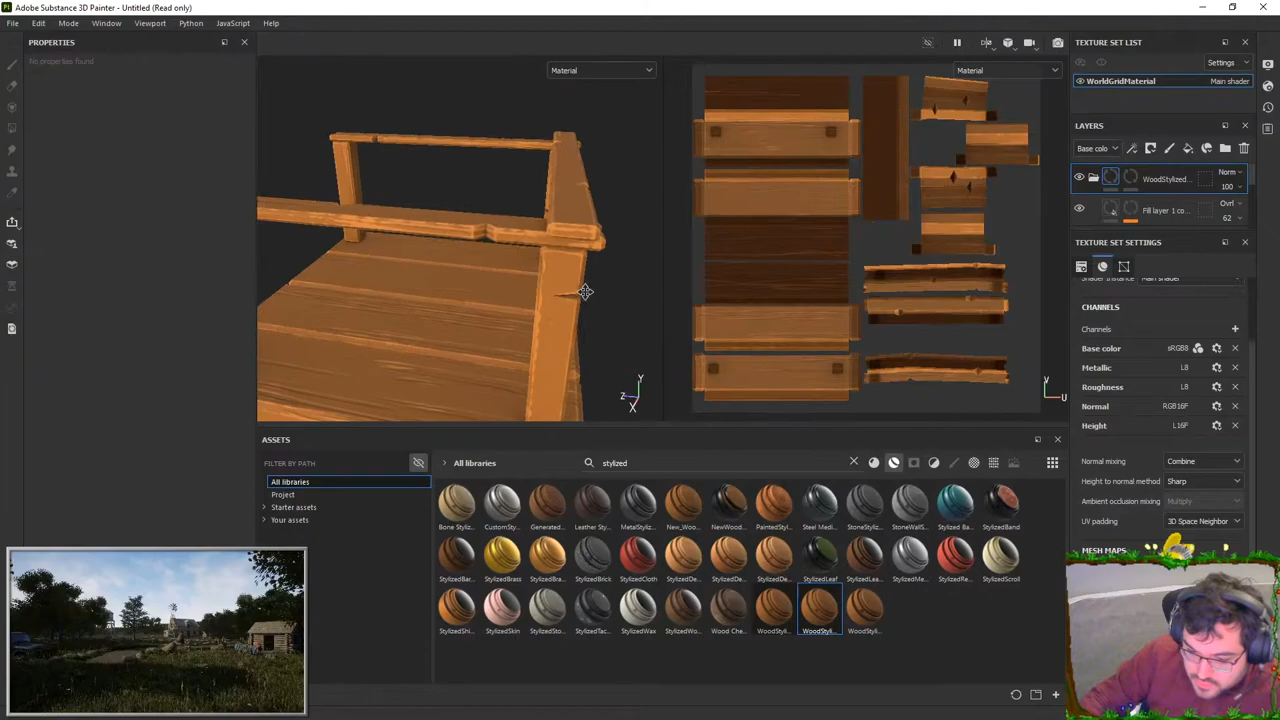 Adobe Substance 3D Painter - Untitled (Read only)
File Edit Mode Window Viewport Python JavaScript Help
PROPERTIES
No properties found
Material
Material
Z
Y
X
V
U
TEXTURE SET LIST
Settings
WorldGridMaterial Main shader
LAYERS
Base colo
WoodStylized... Norm
100
Fill layer 1 co... Ovrl
62
TEXTURE SET SETTINGS
Shader instance Main shader
CHANNELS
Channels
Base color sRGB8
Metallic L8
Roughness L8
Normal RGB16F
Height L16F
Normal mixing Combine
Height to normal method Sharp
Ambient occlusion mixing Multiply
UV padding 3D Space Neighbor
MESH MAPS
ASSETS
FILTER BY PATH
All libraries
Project
Starter assets
Your assets
All libraries
stylized
Bone Styliz... CustomSty... Generated... Leather Sty... MetalStyliz... New_Woo... NewWood... PaintedStyl... Steel Medi... StoneStyliz... StoneWallS... Stylized Ba... StylizedBand
StylizedBar... StylizedBrass StylizedBra... StylizedBrick StylizedCloth StylizedDe... StylizedDe... StylizedDe... StylizedLeaf StylizedLea... StylizedMe... StylizedRe... StylizedScroll
StylizedShi... StylizedSkin StylizedSto... StylizedTac... StylizedWax StylizedWo... Wood Che... WoodStyli... WoodStyli... WoodStyli...